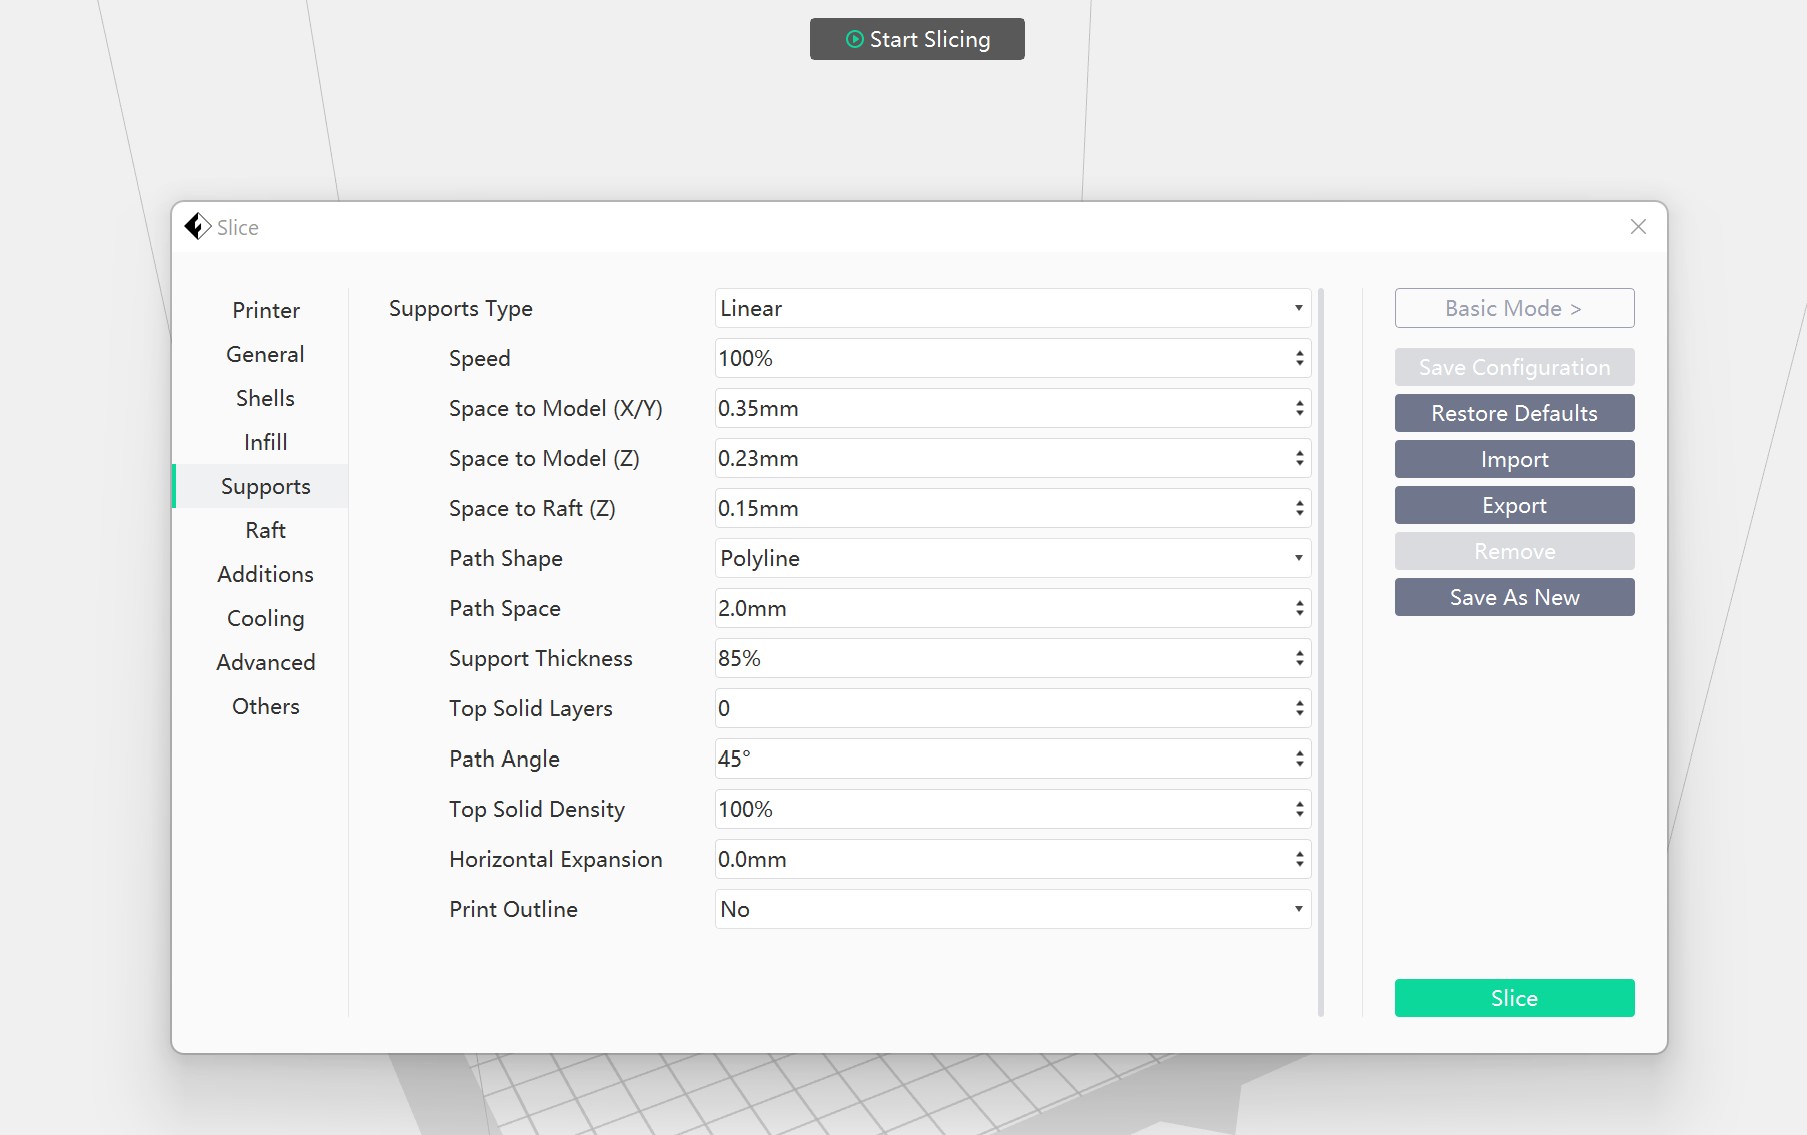 Start Slicing
Slice
Printer
General
Shells
Infill
Supports
Raft
Additions
Cooling
Advanced
Others
Supports Type Linear
Speed 100%
Space to Model (X/Y) 0.35mm
Space to Model (Z) 0.23mm
Space to Raft (Z) 0.15mm
Path Shape Polyline
Path Space 2.0mm
Support Thickness 85%
Top Solid Layers 0
Path Angle 45°
Top Solid Density 100%
Horizontal Expansion 0.0mm
Print Outline No
Basic Mode >
Save Configuration
Restore Defaults
Import
Export
Remove
Save As New
Slice